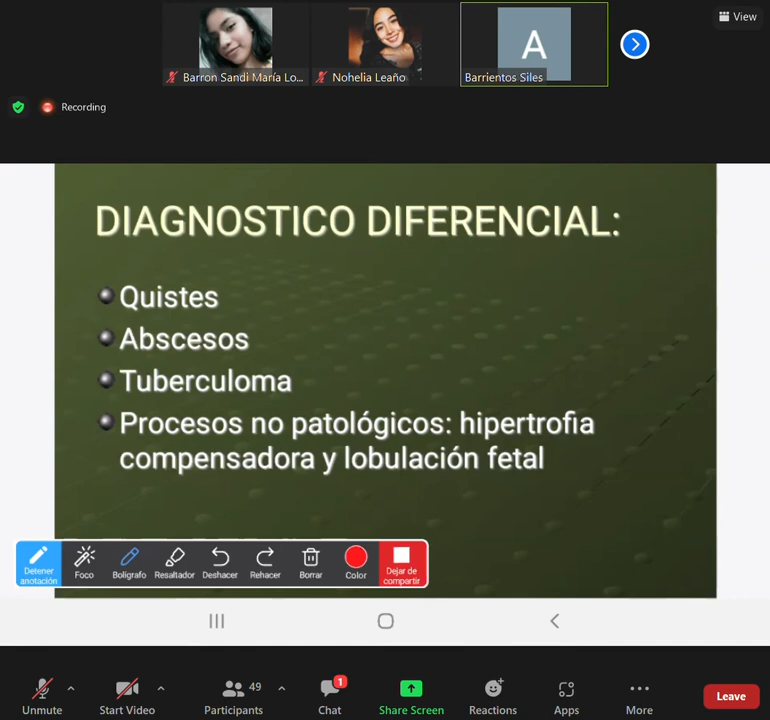 View
Barron Sandi María Lo...
Nohelia Leaño
A
Barrientos Siles
Recording
DIAGNOSTICO DIFERENCIAL:
Quistes
Abscesos
Tuberculoma
Procesos no patológicos: hipertrofia
compensadora y lobulación fetal
Detener
anotación
Foco
Bolígrafo
Resaltador
Deshacer
Rehacer
Borrar
Color
Dejar de
compartir
Unmute
Start Video
49
Participants
1
Chat
Share Screen
Reactions
Apps
More
Leave